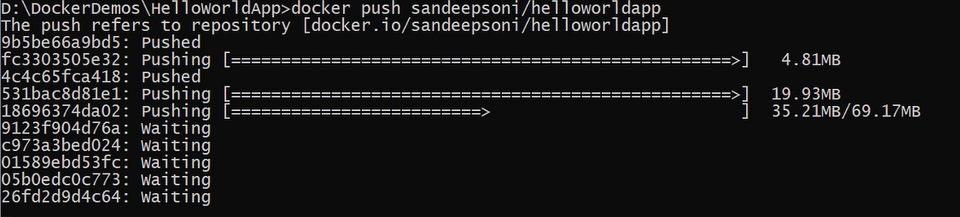 D:\DockerDemos\HelloWorldApp>docker push sandeepsoni/helloworldapp
The push refers to repository [docker.io/sandeepsoni/helloworldapp]
9b5be66a9bd5: Pushed
fc3303505e32: Pushing [==================================================>]   4.81MB
4c4c65fca418: Pushed
531bac8d81e1: Pushing [==================================================>]  19.93MB
18696374da02: Pushing [=========================>                         ]  35.21MB/69.17MB
9123f904d76a: Waiting
c973a3bed024: Waiting
01589ebd53fc: Waiting
05b0edc0c773: Waiting
26fd2d9d4c64: Waiting